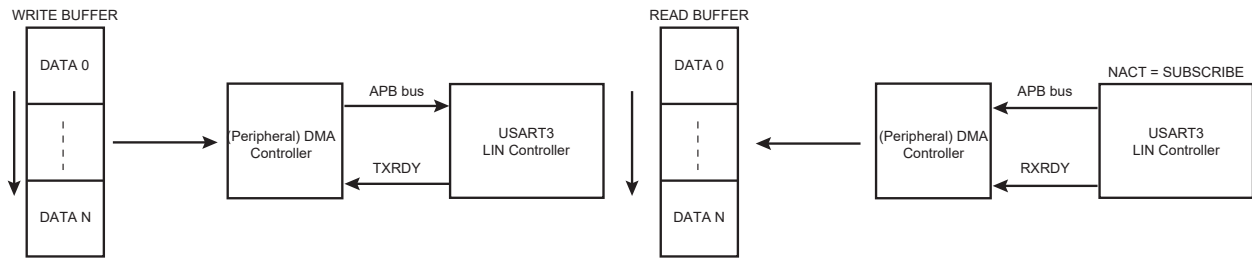 WRITE BUFFER
DATA 0
DATA N
(Peripheral) DMA
Controller
APB bus
TXRDY
USART3
LIN Controller
READ BUFFER
DATA 0
DATA N
(Peripheral) DMA
Controller
APB bus
RXRDY
NACT = SUBSCRIBE
USART3
LIN Controller